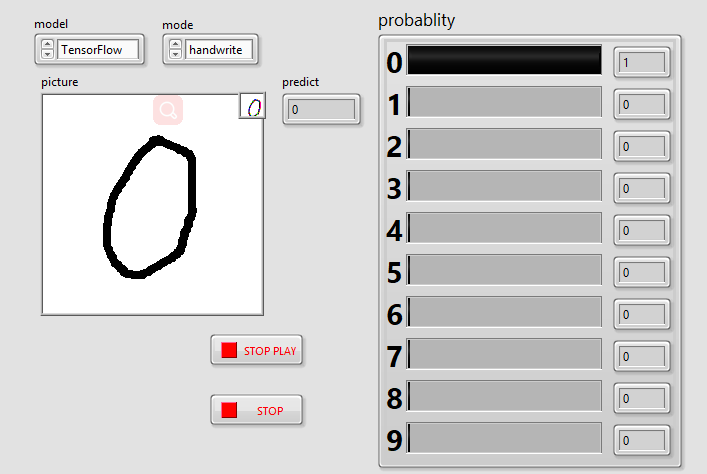 model
mode
TensorFlow
handwrite
picture
predict
0
0
STOP PLAY
STOP
probablity
0 1
1 0
2 0
3 0
4 0
5 0
6 0
7 0
8 0
9 0